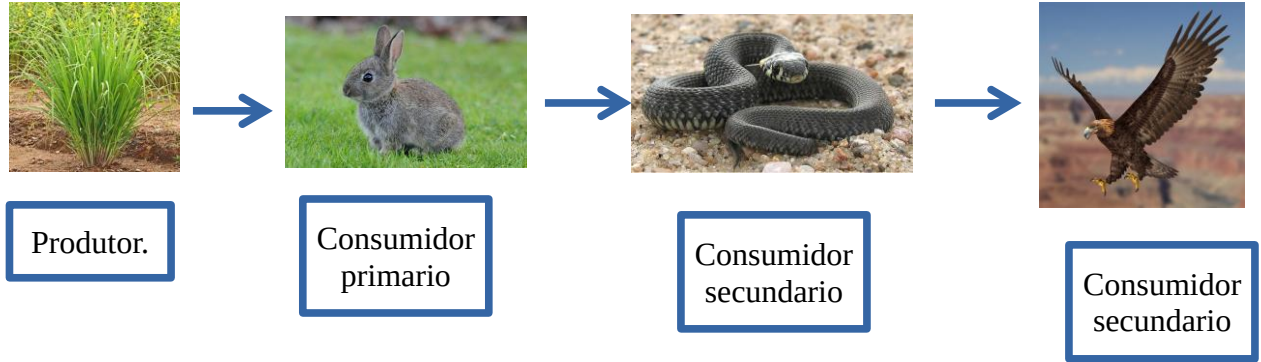 Produtor.
Consumidor
primario
Consumidor
secundario
Consumidor
secundario